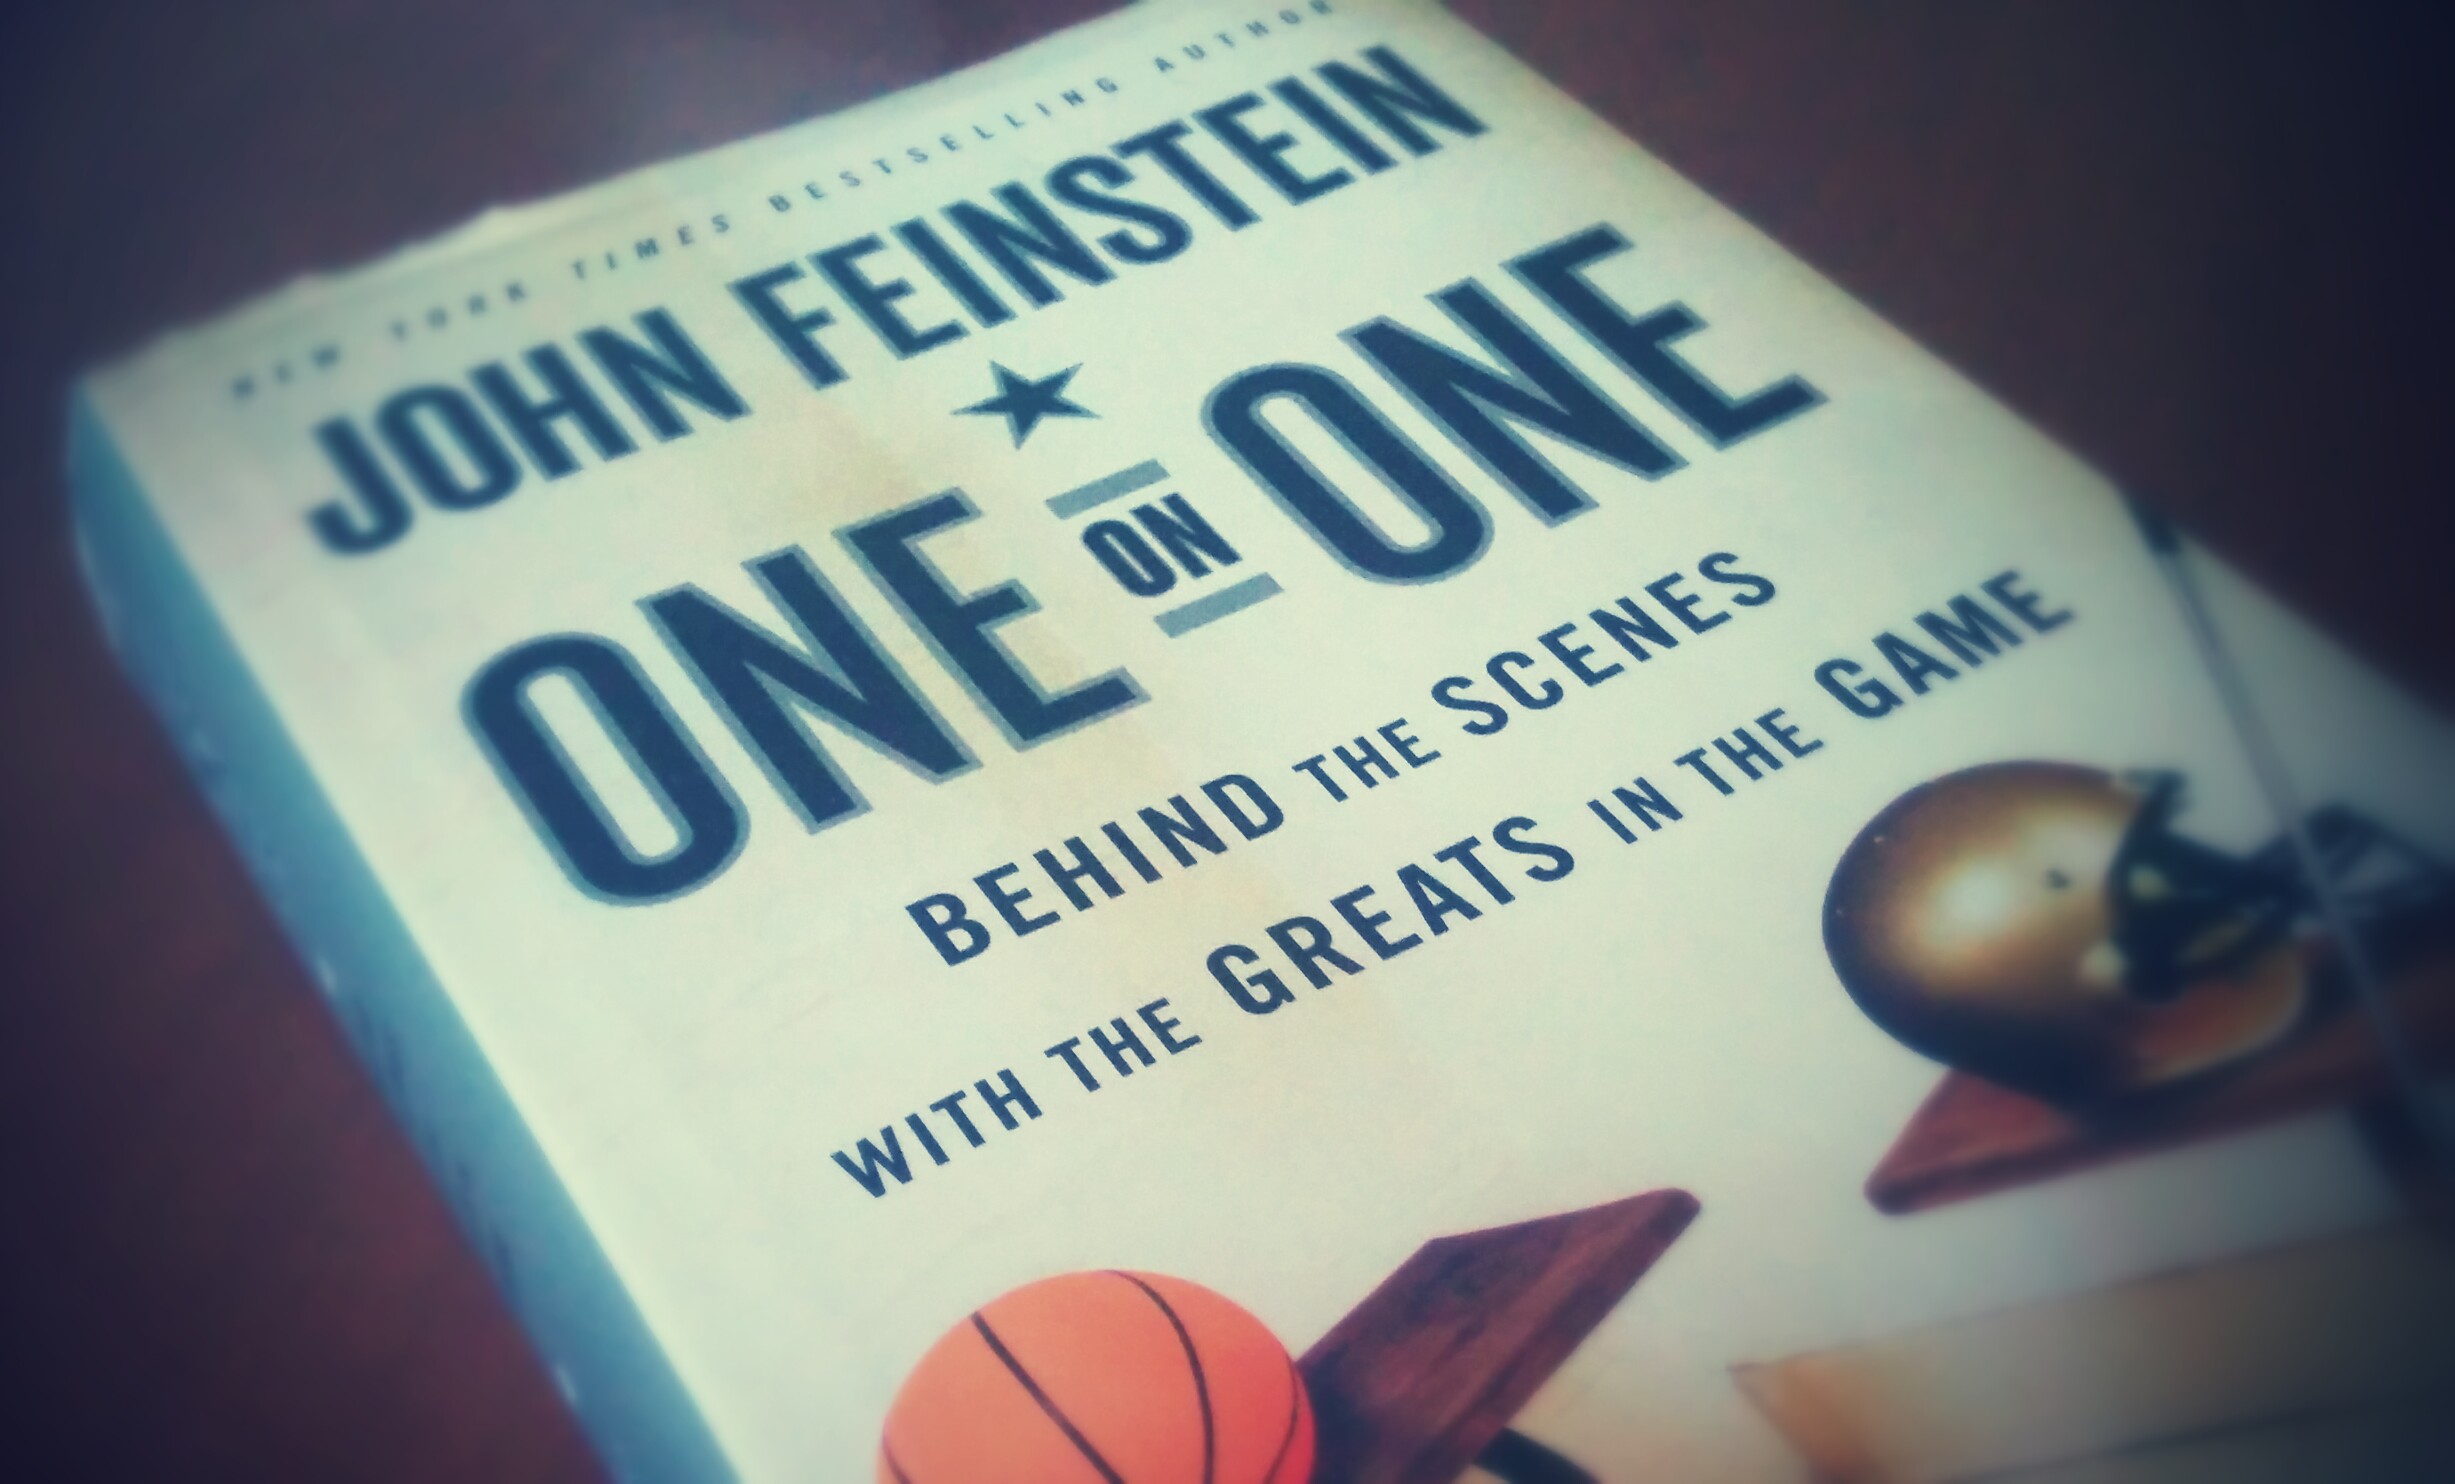 NEW YORK TIMES BESTSELLING AUTHOR
JOHN FEINSTEIN
ONE ON ONE
BEHIND THE SCENES
WITH THE GREATS IN THE GAME